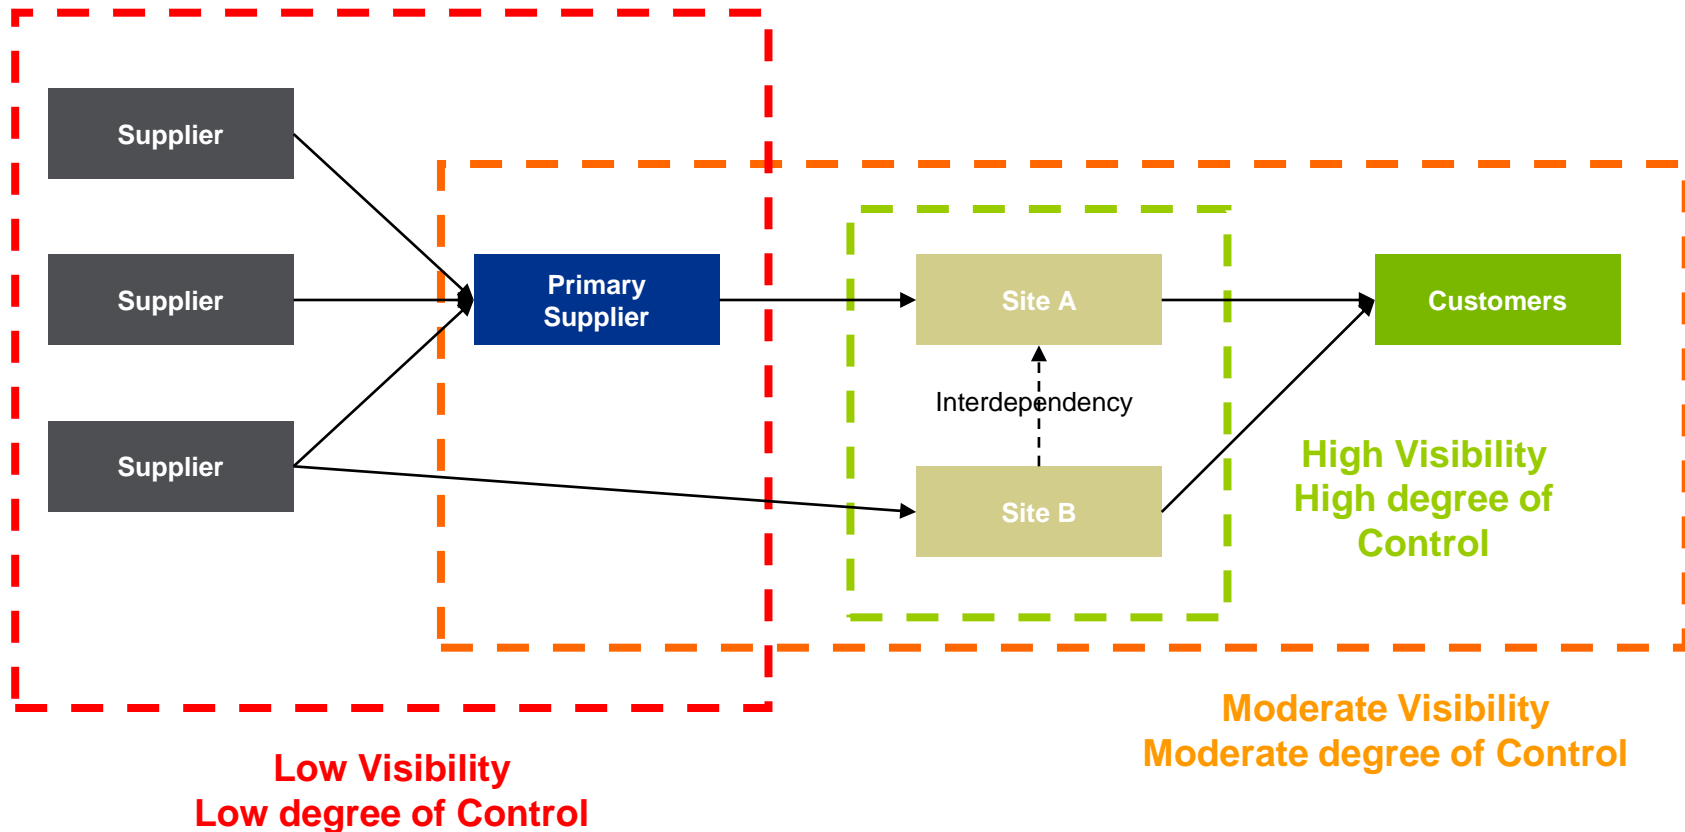 Supplier
Supplier
Primary
Supplier
Site A
Customers
Interdependency
Supplier
Site B
High Visibility
High degree of
Control
Moderate Visibility
Moderate degree of Control
Low Visibility
Low degree of Control